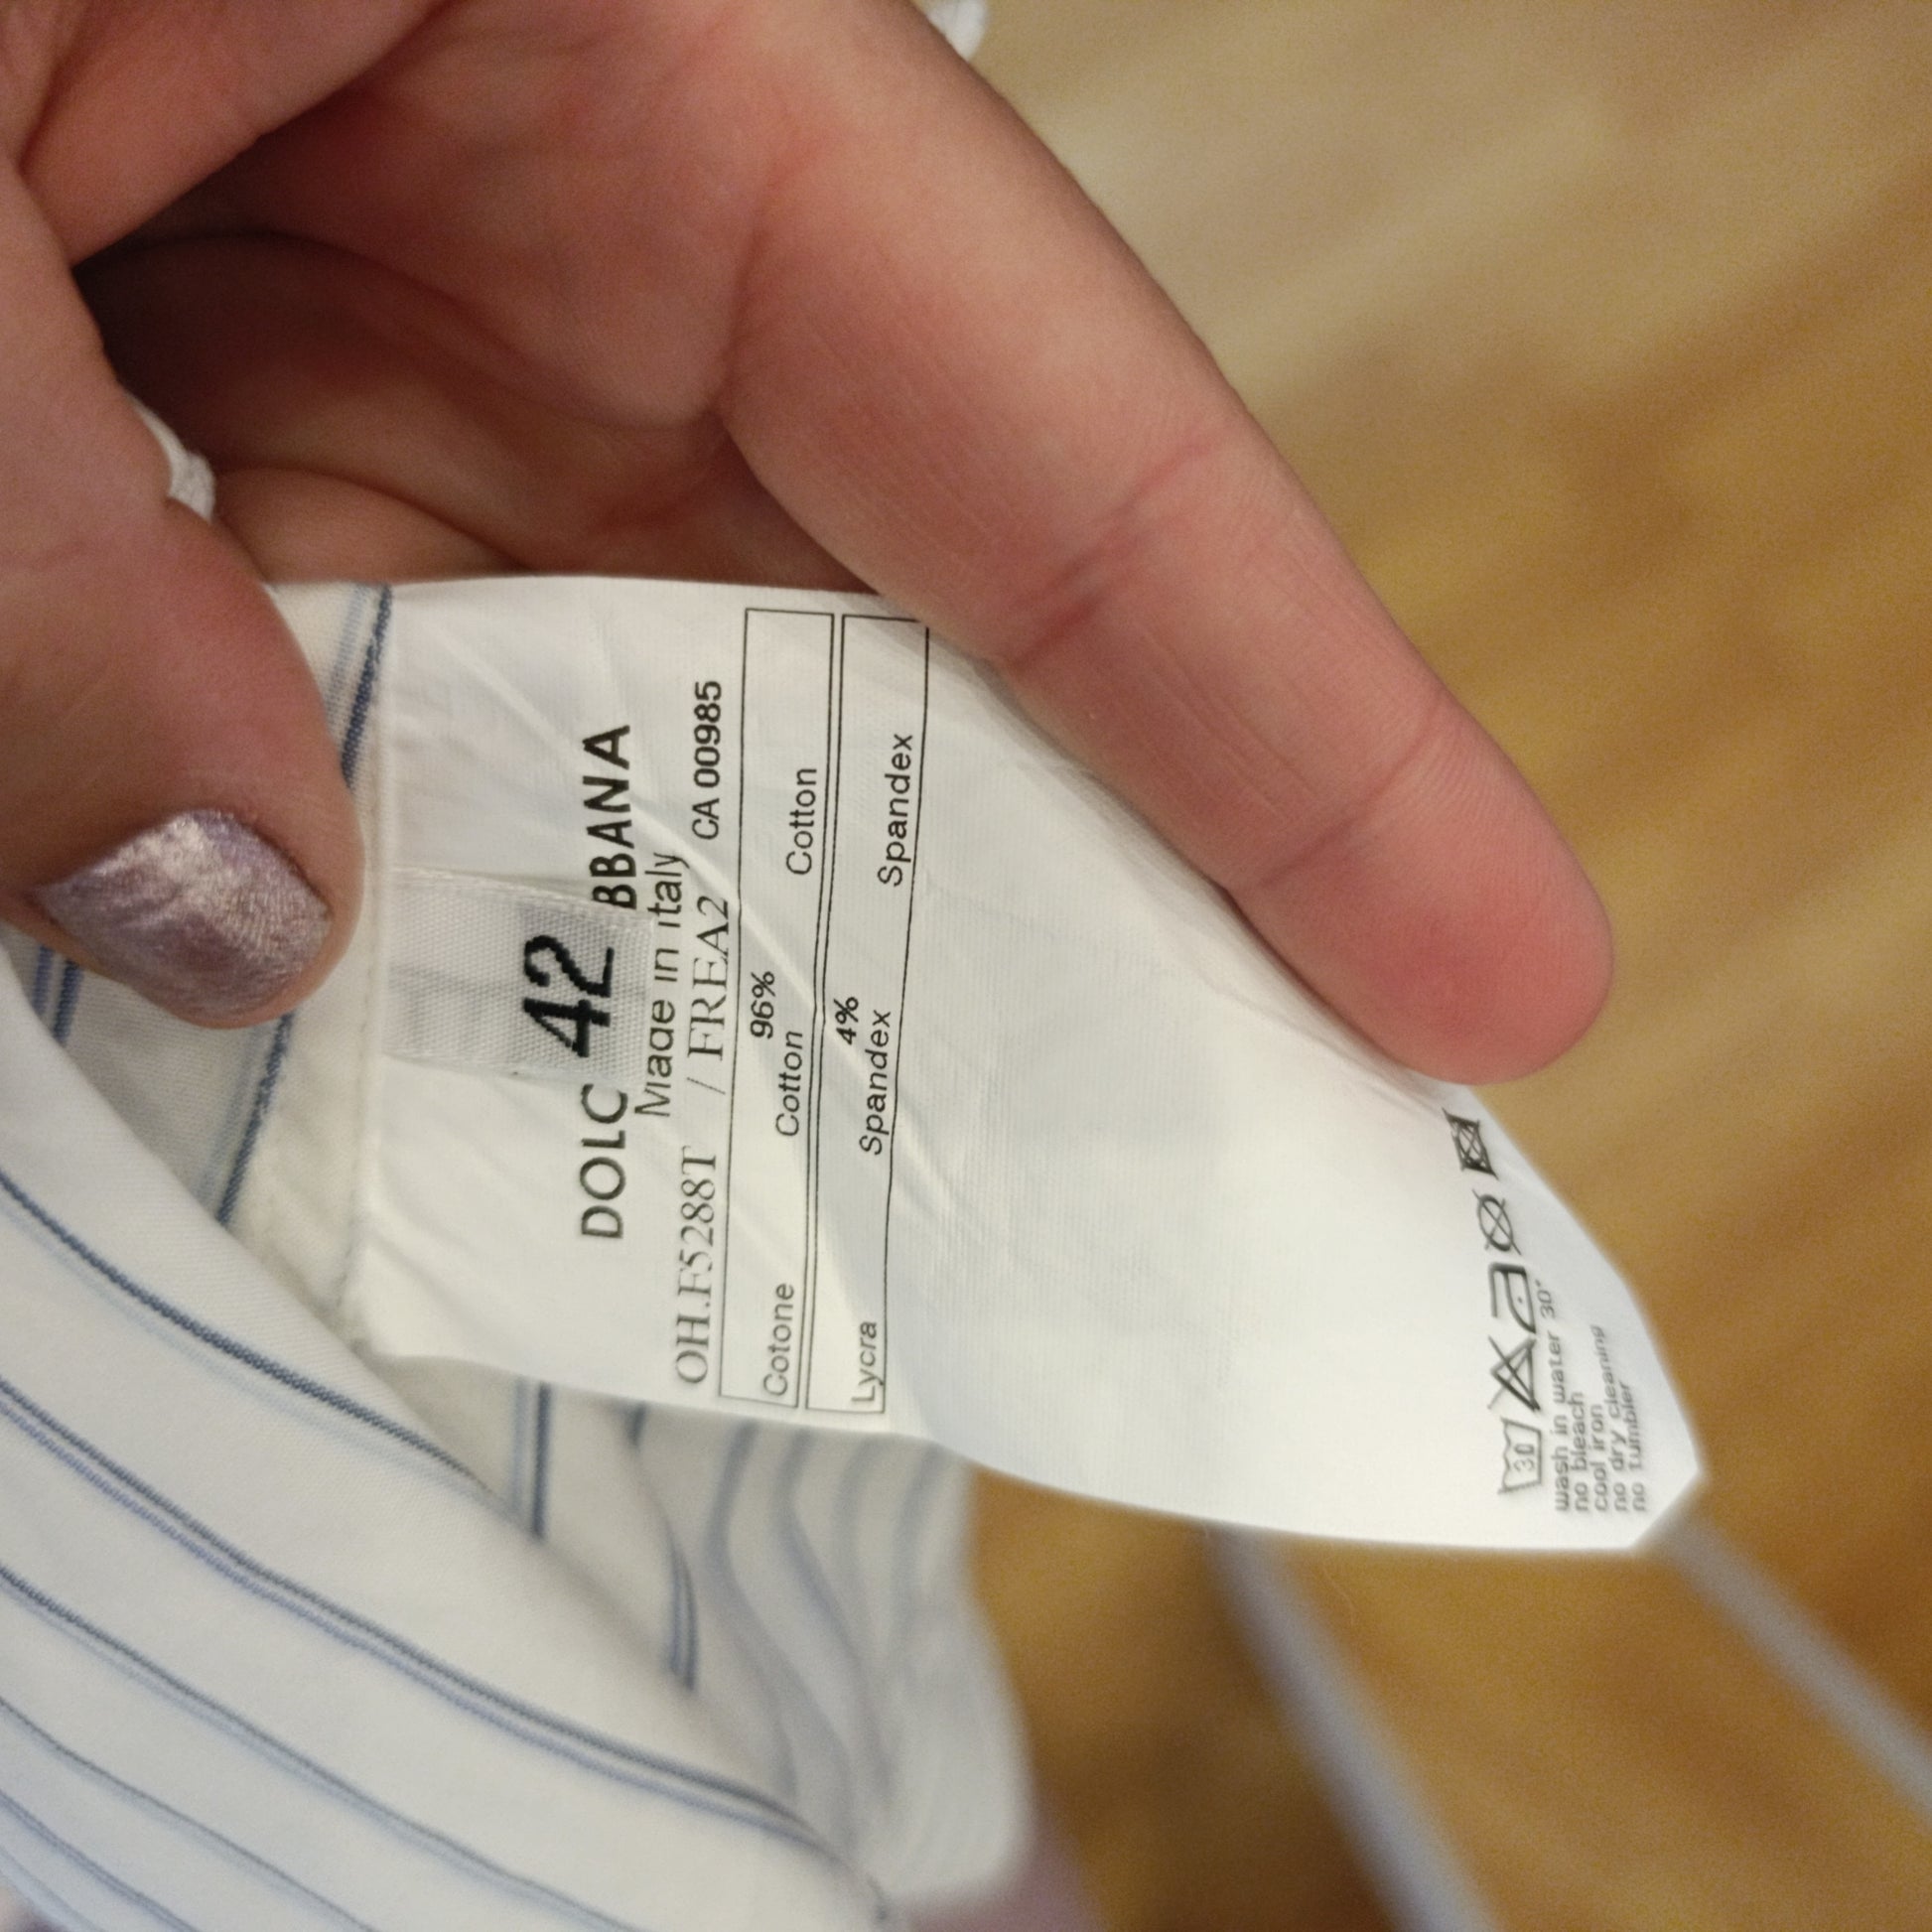 42
DOLC BBANA
Made in italy
OH.F5288T / FREA2 CA 00985
96%
Cotone Cotton Cotton
4%
Lycra Spandex Spandex
30
wash in water 30°
no bleach
cool iron
no dry cleaning
no tumbler